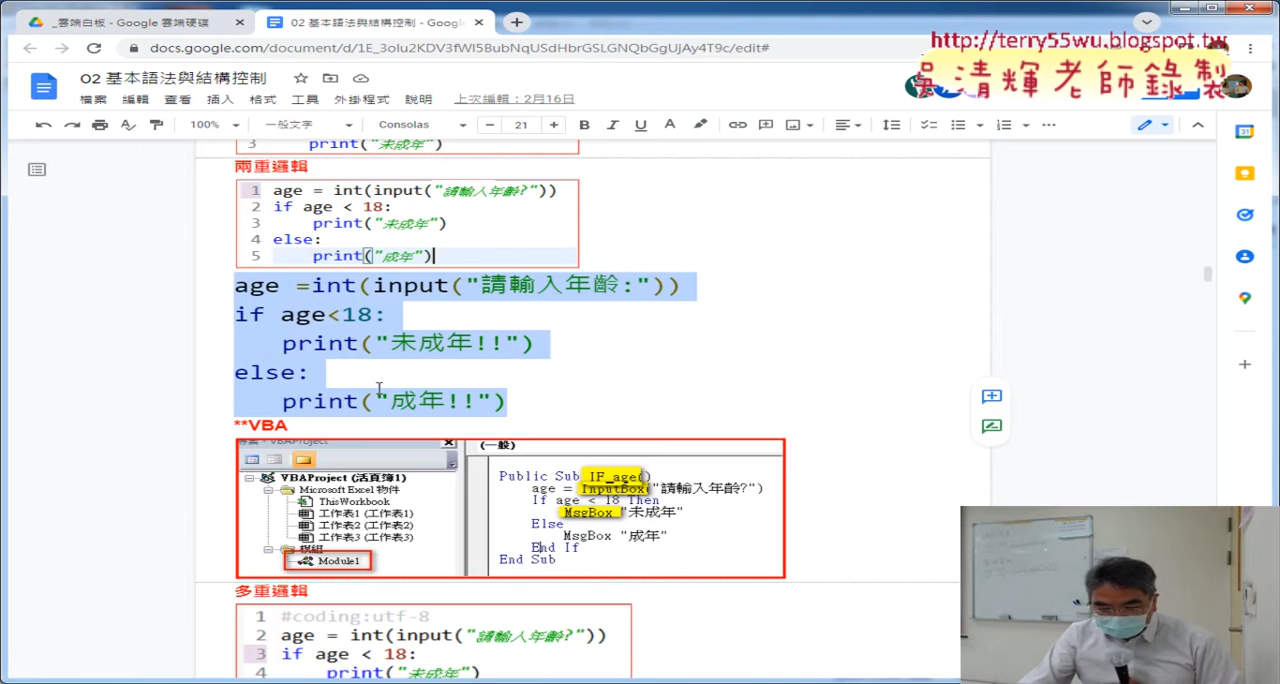 _雲端白板 - Google 雲端硬碟
02 基本語法與結構控制 - Googl
docs.google.com/document/d/1E_3olu2KDV3fWl5BubNqUSdHbrGSLGNQbGgUjAy4T9c/edit#
http://terry55wu.blogspot.tw
吳清輝老師錄製
02 基本語法與結構控制
檔案 編輯 查看 插入 格式 工具 外掛程式 說明 上次編輯：2月16日
100% 一般文字 Consolas 21
3 print("未成年")
兩重邏輯
1 age = int(input("請輸入年齡?"))
2 if age < 18:
3 print("未成年")
4 else:
5 print("成年")
age =int(input("請輸入年齡:"))
if age<18:
print("未成年!!")
else:
print("成年!!")
**VBA
專案 - VBAProject
(一般)
VBAProject (活頁簿1)
Microsoft Excel 物件
ThisWorkbook
工作表1 (工作表1)
工作表2 (工作表2)
工作表3 (工作表3)
模組
Module1
Public Sub IF_age()
age = InputBox("請輸入年齡?")
If age < 18 Then
MsgBox "未成年"
Else
MsgBox "成年"
End If
End Sub
多重邏輯
1 #coding:utf-8
2 age = int(input("請輸入年齡?"))
3 if age < 18:
4 print("未成年")